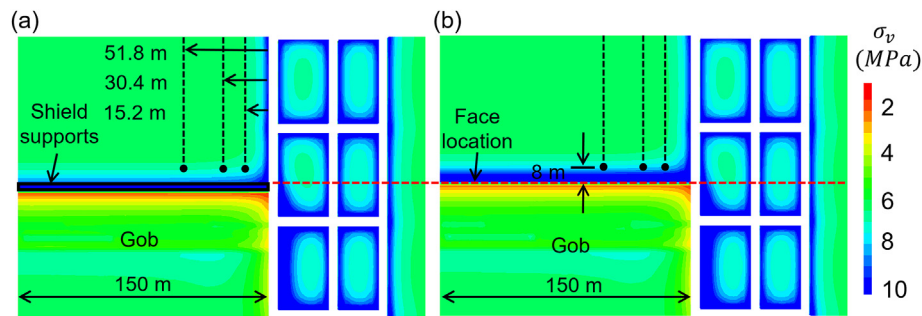 (a)
51.8 m
30.4 m
15.2 m
Shield
supports
Gob
150 m
(b)
Face
location
8 m
Gob
150 m
σᵥ
(MPa)
2
4
6
8
10